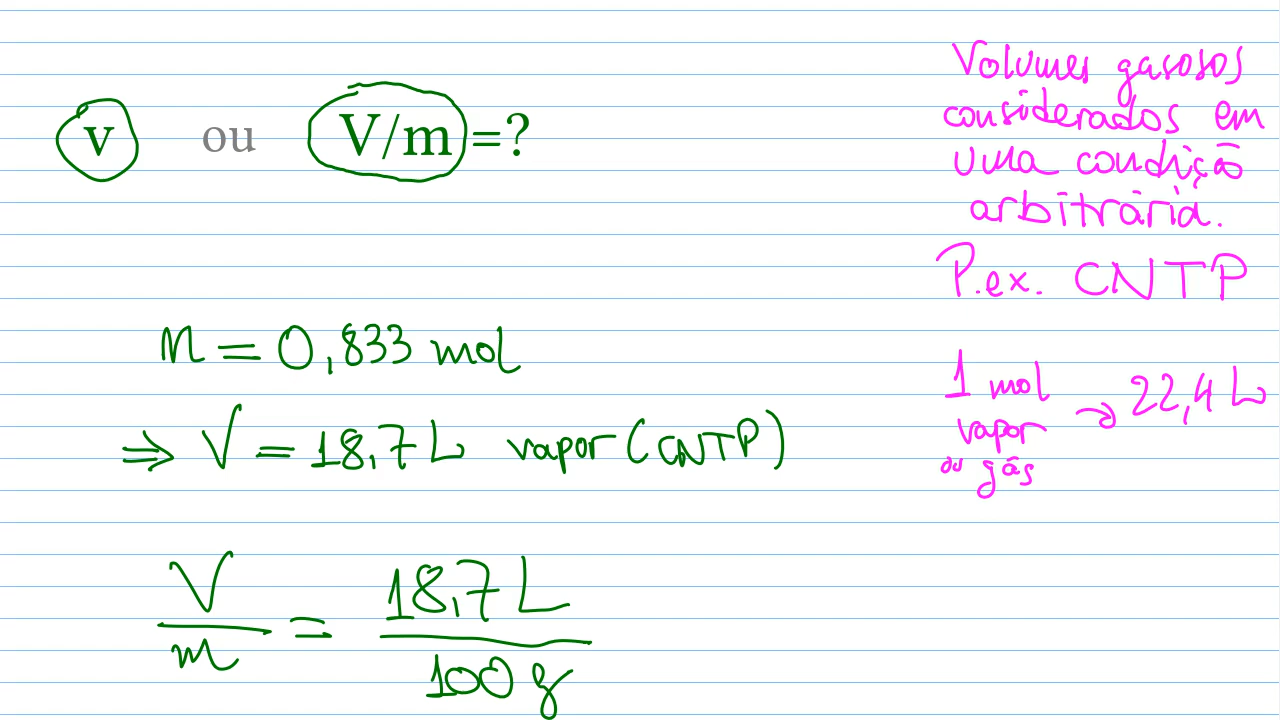 v ou V/m=?
n = 0,833 mol
⇒ V = 18,7 L vapor (CNTP)
V/m = 18,7 L/100 g
Volumes gasosos
considerados em
uma condição
arbitrária.
P.ex. CNTP
1 mol
vapor → 22,4 L
ou gás